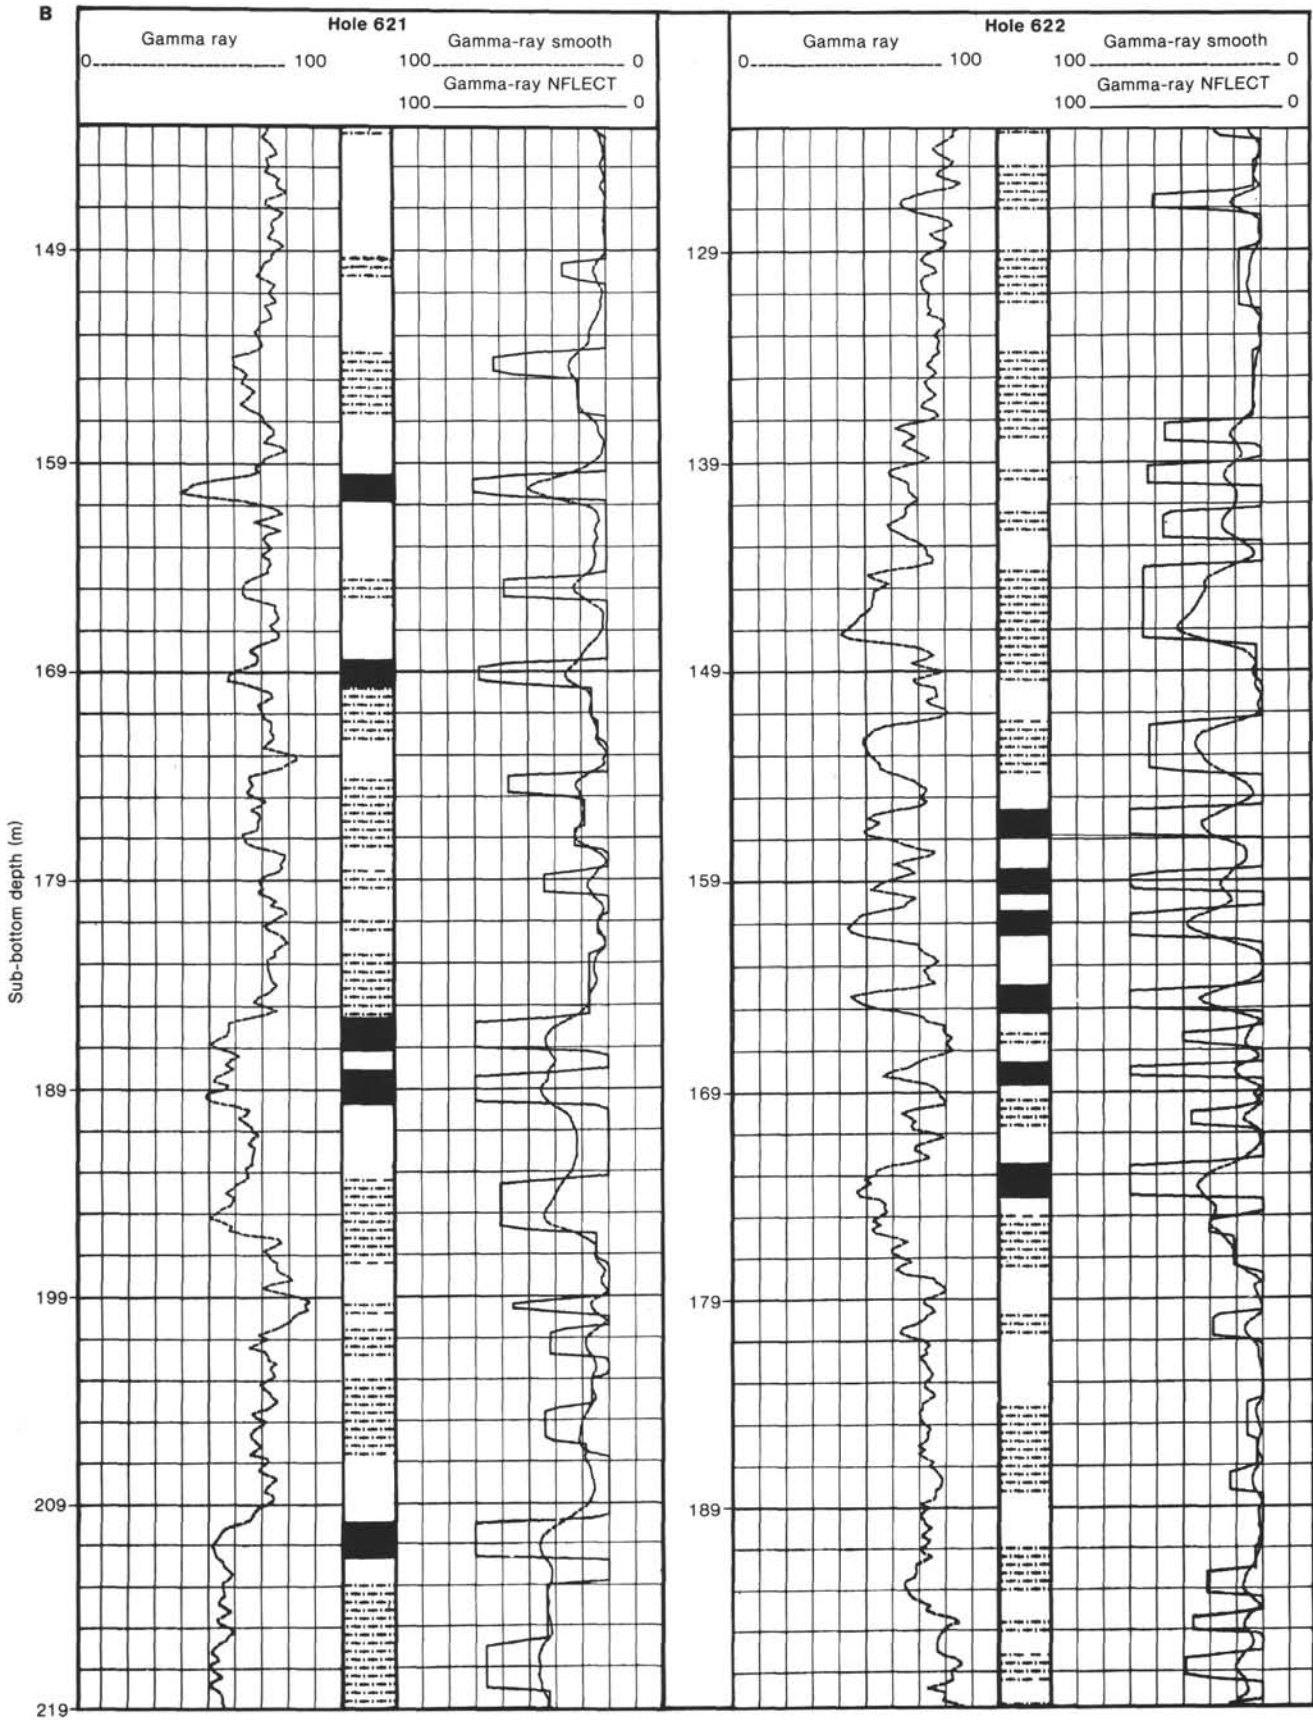 B
Hole 621
Gamma ray
0 100
Gamma-ray smooth
100 0
Gamma-ray NFLECT
100 0
Hole 622
Gamma ray
0 100
Gamma-ray smooth
100 0
Gamma-ray NFLECT
100 0
Sub-bottom depth (m)
149
159
169
179
189
199
209
219
129
139
149
159
169
179
189